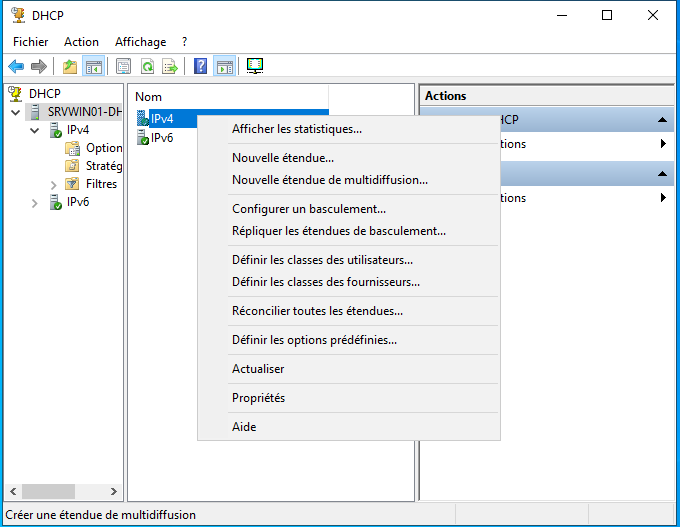 DHCP
Fichier Action Affichage ?
DHCP
SRVWIN01-DH
IPv4
Option
Stratég
Filtres
IPv6
Nom
IPv4
IPv6
Afficher les statistiques...
Nouvelle étendue...
Nouvelle étendue de multidiffusion...
Configurer un basculement...
Répliquer les étendues de basculement...
Définir les classes des utilisateurs...
Définir les classes des fournisseurs...
Réconcilier toutes les étendues...
Définir les options prédéfinies...
Actualiser
Propriétés
Aide
Actions
HCP
tions
tions
Créer une étendue de multidiffusion